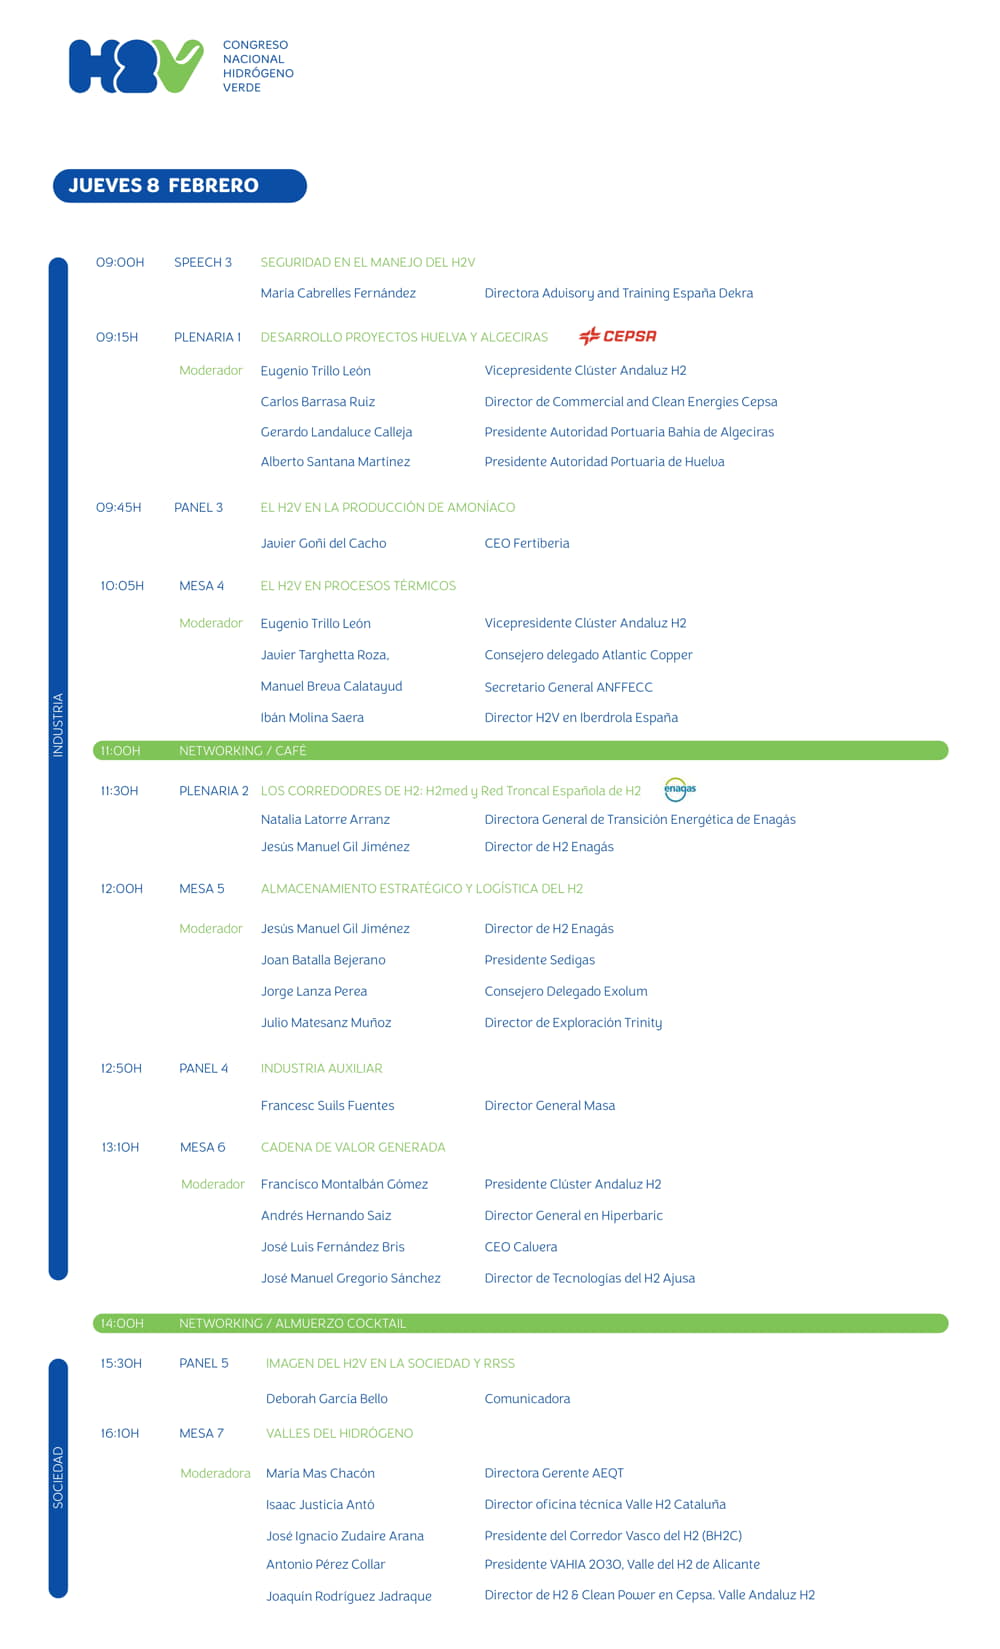 H2V
CONGRESO
NACIONAL
HIDRÓGENO
VERDE
JUEVES 8 FEBRERO
INDUSTRIA
09:00H SPEECH 3 SEGURIDAD EN EL MANEJO DEL H2V
María Cabrelles Fernández Directora Advisory and Training España Dekra
09:15H PLENARIA 1 DESARROLLO PROYECTOS HUELVA Y ALGECIRAS CEPSA
Moderador Eugenio Trillo León Vicepresidente Clúster Andaluz H2
Carlos Barrasa Ruiz Director de Commercial and Clean Energies Cepsa
Gerardo Landaluce Calleja Presidente Autoridad Portuaria Bahía de Algeciras
Alberto Santana Martínez Presidente Autoridad Portuaria de Huelva
09:45H PANEL 3 EL H2V EN LA PRODUCCIÓN DE AMONÍACO
Javier Goñi del Cacho CEO Fertiberia
10:05H MESA 4 EL H2V EN PROCESOS TÉRMICOS
Moderador Eugenio Trillo León Vicepresidente Clúster Andaluz H2
Javier Targhetta Roza, Consejero delegado Atlantic Copper
Manuel Breva Calatayud Secretario General ANFFECC
Ibán Molina Saera Director H2V en Iberdrola España
11:00H NETWORKING / CAFÉ
11:30H PLENARIA 2 LOS CORREDODRES DE H2: H2med y Red Troncal Española de H2 enagas
Natalia Latorre Arranz Directora General de Transición Energética de Enagás
Jesús Manuel Gil Jiménez Director de H2 Enagás
12:00H MESA 5 ALMACENAMIENTO ESTRATÉGICO Y LOGÍSTICA DEL H2
Moderador Jesús Manuel Gil Jiménez Director de H2 Enagás
Joan Batalla Bejerano Presidente Sedigas
Jorge Lanza Perea Consejero Delegado Exolum
Julio Matesanz Muñoz Director de Exploración Trinity
12:50H PANEL 4 INDUSTRIA AUXILIAR
Francesc Suils Fuentes Director General Masa
13:10H MESA 6 CADENA DE VALOR GENERADA
Moderador Francisco Montalbán Gómez Presidente Clúster Andaluz H2
Andrés Hernando Saiz Director General en Hiperbaric
José Luis Fernández Bris CEO Calvera
José Manuel Gregorio Sánchez Director de Tecnologías del H2 Ajusa
14:00H NETWORKING / ALMUERZO COCKTAIL
SOCIEDAD
15:30H PANEL 5 IMAGEN DEL H2V EN LA SOCIEDAD Y RRSS
Deborah García Bello Comunicadora
16:10H MESA 7 VALLES DEL HIDRÓGENO
Moderadora María Mas Chacón Directora Gerente AEQT
Isaac Justicia Antó Director oficina técnica Valle H2 Cataluña
José Ignacio Zudaire Arana Presidente del Corredor Vasco del H2 (BH2C)
Antonio Pérez Collar Presidente VAHIA 2030, Valle del H2 de Alicante
Joaquín Rodríguez Jadraque Director de H2 & Clean Power en Cepsa. Valle Andaluz H2